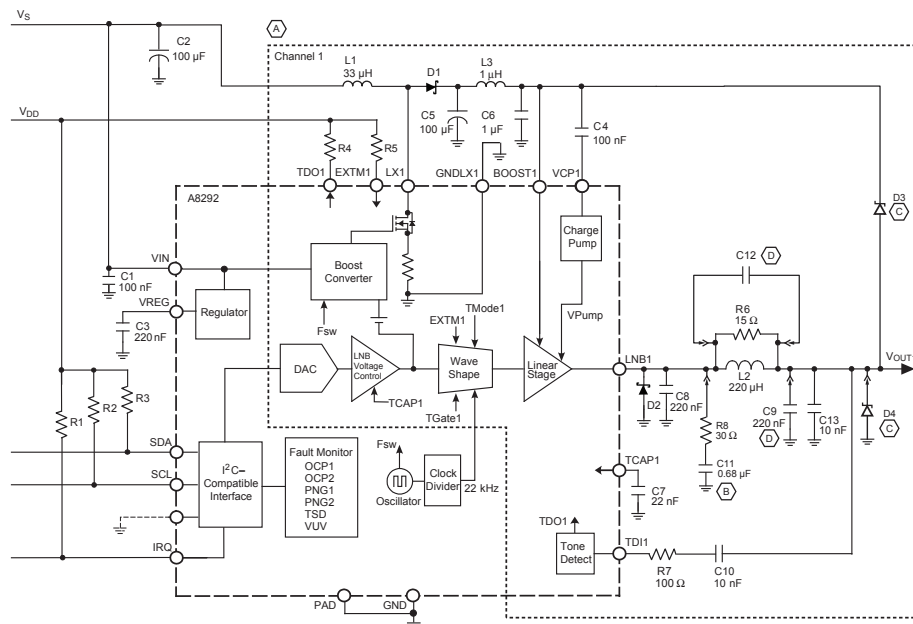 VS
A
C2
100 µF
Channel 1
L1
33 µH
D1
L3
1 µH
C5
100 µF
C6
1 µF
C4
100 nF
VDD
R4
R5
TDO1
EXTM1
LX1
GNDLX1
BOOST1
VCP1
A8292
D3
C
Charge
Pump
C12
D
VIN
C1
100 nF
Boost
Converter
VREG
Regulator
C3
220 nF
Fsw
EXTM1
TMode1
VPump
R6
15 Ω
LNB1
VOUT1
DAC
LNB
Voltage
Control
Wave
Shape
Linear
Stage
L2
220 µH
TCAP1
TGate1
D2
C8
220 nF
R8
30 Ω
C9
220 nF
D
C13
10 nF
D4
C
R1
R2
R3
SDA
SCL
IRQ
I2C–
Compatible
Interface
Fault Monitor
OCP1
OCP2
PNG1
PNG2
TSD
VUV
Fsw
Oscillator
Clock
Divider
22 kHz
TCAP1
C7
22 nF
C11
0.68 µF
B
TDO1
Tone
Detect
TDI1
R7
100 Ω
C10
10 nF
PAD
GND